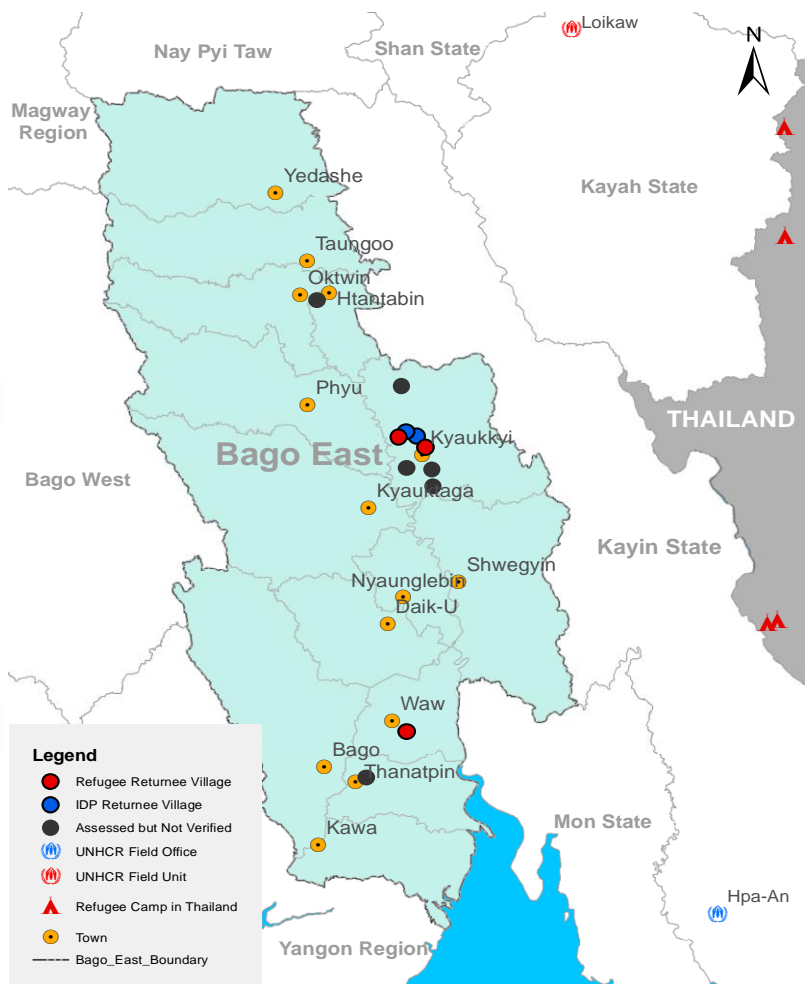 Nay Pyi Taw
Shan State
Loikaw
N
Magway
Region
Kayah State
Yedashe
Taungoo
Oktwin
Htantabin
Phyu
THAILAND
Kyaukkyi
Bago East
Bago West
Kyauktaga
Kayin State
Shwegyin
Nyaunglebin
Daik-U
Waw
Bago
Thanatpin
Kawa
Mon State
Hpa-An
Yangon Region
Legend
Refugee Returnee Village
IDP Returnee Village
Assessed but Not Verified
UNHCR Field Office
UNHCR Field Unit
Refugee Camp in Thailand
Town
Bago_East_Boundary